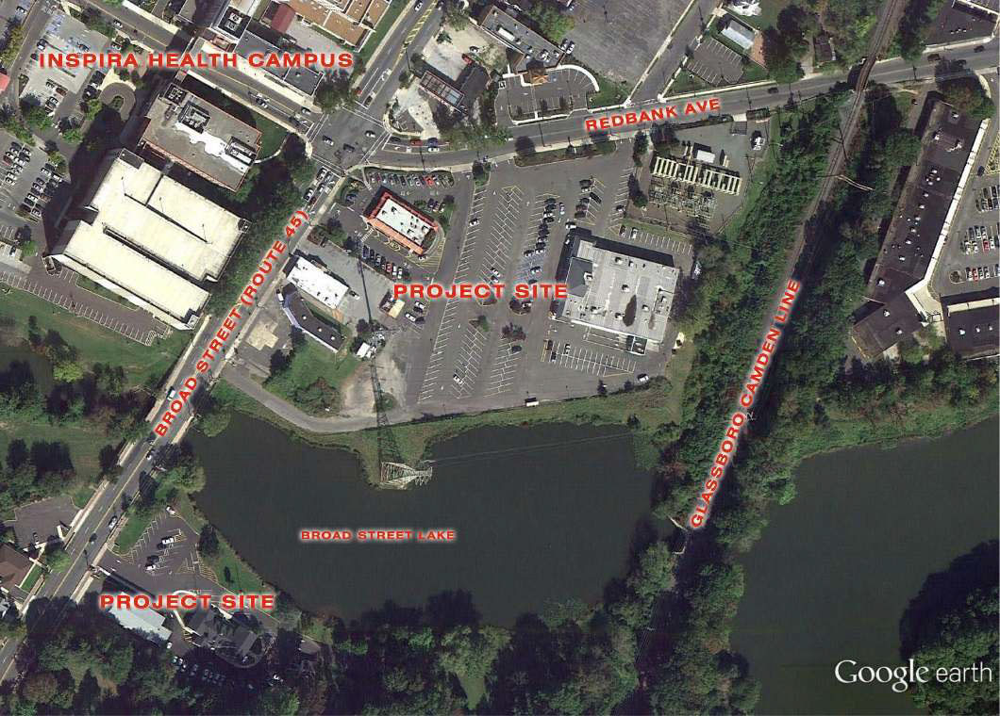 INSPIRA HEALTH CAMPUS
REDBANK AVE
BROAD STREET (ROUTE 45)
PROJECT SITE
GLASSBORO CAMDEN LINE
BROAD STREET LAKE
PROJECT SITE
Google earth